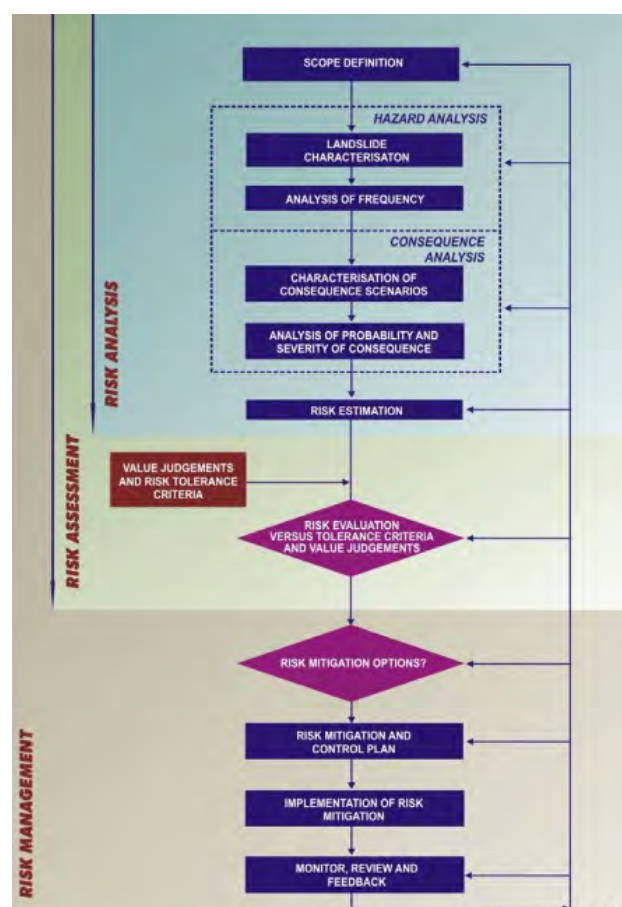 SCOPE DEFINITION
HAZARD ANALYSIS
LANDSLIDE
CHARACTERISATON
ANALYSIS OF FREQUENCY
CONSEQUENCE
ANALYSIS
CHARACTERISATION OF
CONSEQUENCE SCENARIOS
ANALYSIS OF PROBABILITY AND
SEVERITY OF CONSEQUENCE
RISK ANALYSIS
RISK ESTIMATION
VALUE JUDGEMENTS
AND RISK TOLERANCE
CRITERIA
RISK ASSESSMENT
RISK EVALUATION
VERSUS TOLERANCE CRITERIA
AND VALUE JUDGEMENTS
RISK MITIGATION OPTIONS?
RISK MITIGATION AND
CONTROL PLAN
IMPLEMENTATION OF RISK
MITIGATION
RISK MANAGEMENT
MONITOR, REVIEW AND
FEEDBACK